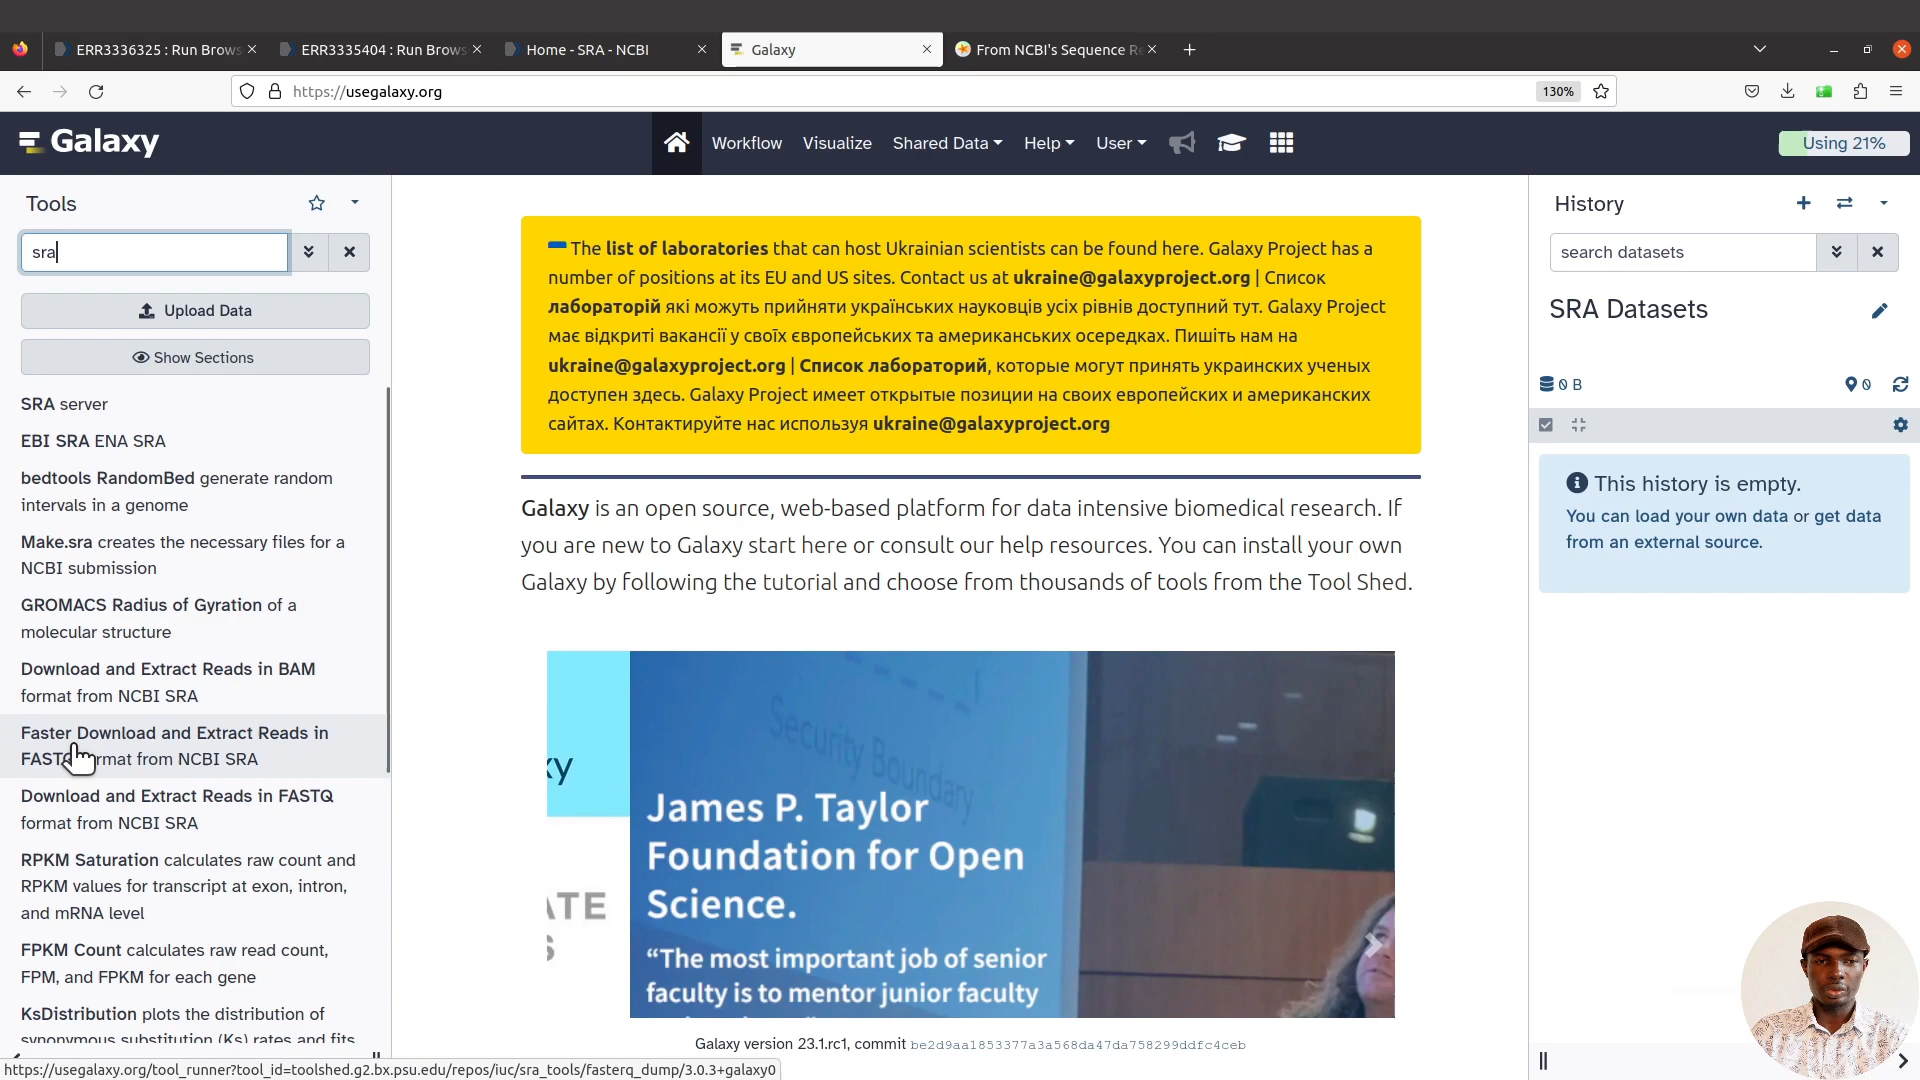 ERR3336325 : Run Brows
ERR3335404 : Run Brows
Home - SRA - NCBI
Galaxy
From NCBI's Sequence Re
https://usegalaxy.org
130%
Galaxy
Workflow
Visualize
Shared Data
Help
User
Using 21%
Tools
sra
Upload Data
Show Sections
SRA server
EBI SRA ENA SRA
bedtools RandomBed generate random
intervals in a genome
Make.sra creates the necessary files for a
NCBI submission
GROMACS Radius of Gyration of a
molecular structure
Download and Extract Reads in BAM
format from NCBI SRA
Faster Download and Extract Reads in
rmat from NCBI SRA
Download and Extract Reads in FASTQ
format from NCBI SRA
RPKM Saturation calculates raw count and
RPKM values for transcript at exon, intron,
and mRNA level
FPKM Count calculates raw read count,
FPM, and FPKM for each gene
KsDistribution plots the distribution of
synonymous substitution (Ks) rates and fits
https://usegalaxy.org/tool_runner?tool_id=toolshed.g2.bx.psu.edu/repos/iuc/sra_tools/fasterq_dump/3.0.3+galaxy0
The list of laboratories that can host Ukrainian scientists can be found here. Galaxy Project has a
number of positions at its EU and US sites. Contact us at ukraine@galaxyproject.org | Список
лабораторій які можуть прийняти українських науковців усіх рівнів доступний тут. Galaxy Project
має відкриті вакансії у своїх європейських та американських осередках. Пишіть нам на
ukraine@galaxyproject.org | Список лабораторий, которые могут принять украинских ученых
доступен здесь. Galaxy Project имеет открытые позиции на своих европейских и американских
сайтах. Контактируйте нас используя ukraine@galaxyproject.org
Galaxy is an open source, web-based platform for data intensive biomedical research. If
you are new to Galaxy start here or consult our help resources. You can install your own
Galaxy by following the tutorial and choose from thousands of tools from the Tool Shed.
Security Boundary
James P. Taylor
Foundation for Open
Science.
“The most important job of senior
faculty is to mentor junior faculty
Galaxy version 23.1.rc1, commit be2d9aa1853377a3a568da47da758299ddfc4ceb
History
search datasets
SRA Datasets
0 B
0
This history is empty.
You can load your own data or get data
from an external source.